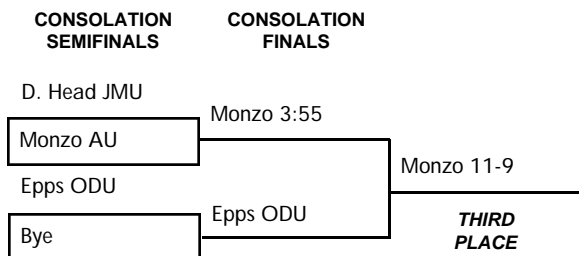 CONSOLATION
SEMIFINALS
CONSOLATION
FINALS
D. Head JMU
Monzo 3:55
Monzo AU
Monzo 11-9
Epps ODU
Epps ODU
THIRD
PLACE
Bye